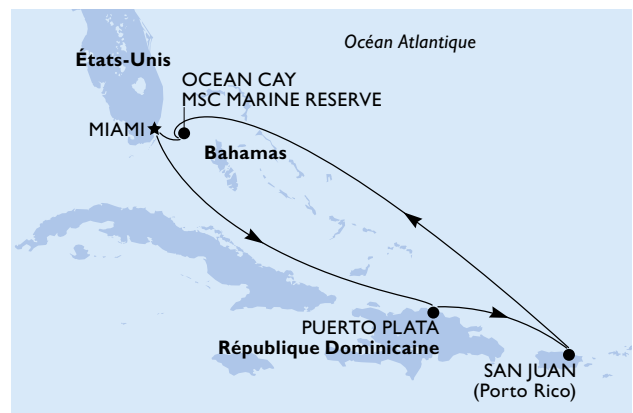 Océan Atlantique
États-Unis
OCEAN CAY
MSC MARINE RESERVE
MIAMI
Bahamas
PUERTO PLATA
République Dominicaine
SAN JUAN
(Porto Rico)